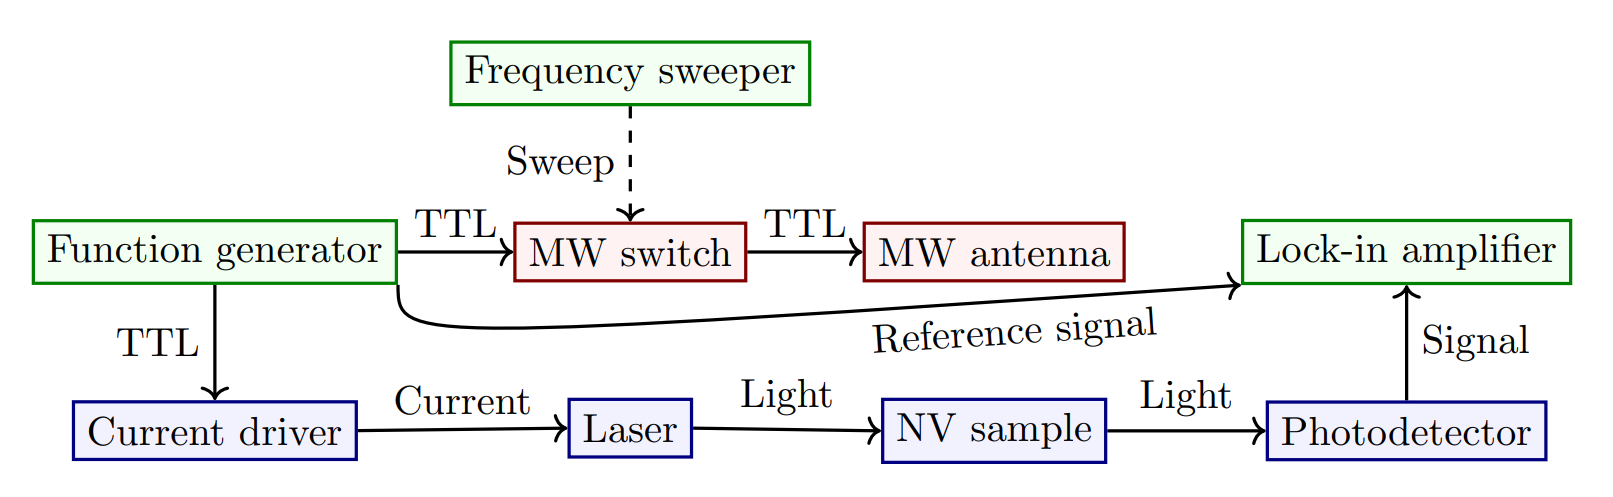 Frequency sweeper
Sweep
Function generator
TTL
MW switch
TTL
MW antenna
Lock-in amplifier
Reference signal
TTL
Signal
Current driver
Current
Laser
Light
NV sample
Light
Photodetector